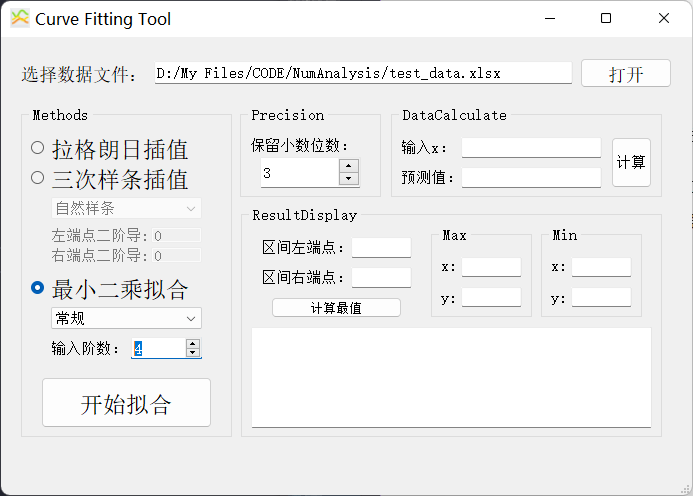 Curve Fitting Tool
选择数据文件：
D:/My Files/CODE/NumAnalysis/test_data.xlsx
打开
Methods
拉格朗日插值
三次样条插值
自然样条
左端点二阶导：0
右端点二阶导：0
最小二乘拟合
常规
输入阶数：
4
开始拟合
Precision
保留小数位数：
3
DataCalculate
输入x：
预测值：
计算
ResultDisplay
区间左端点：
区间右端点：
计算最值
Max
x:
y:
Min
x:
y: